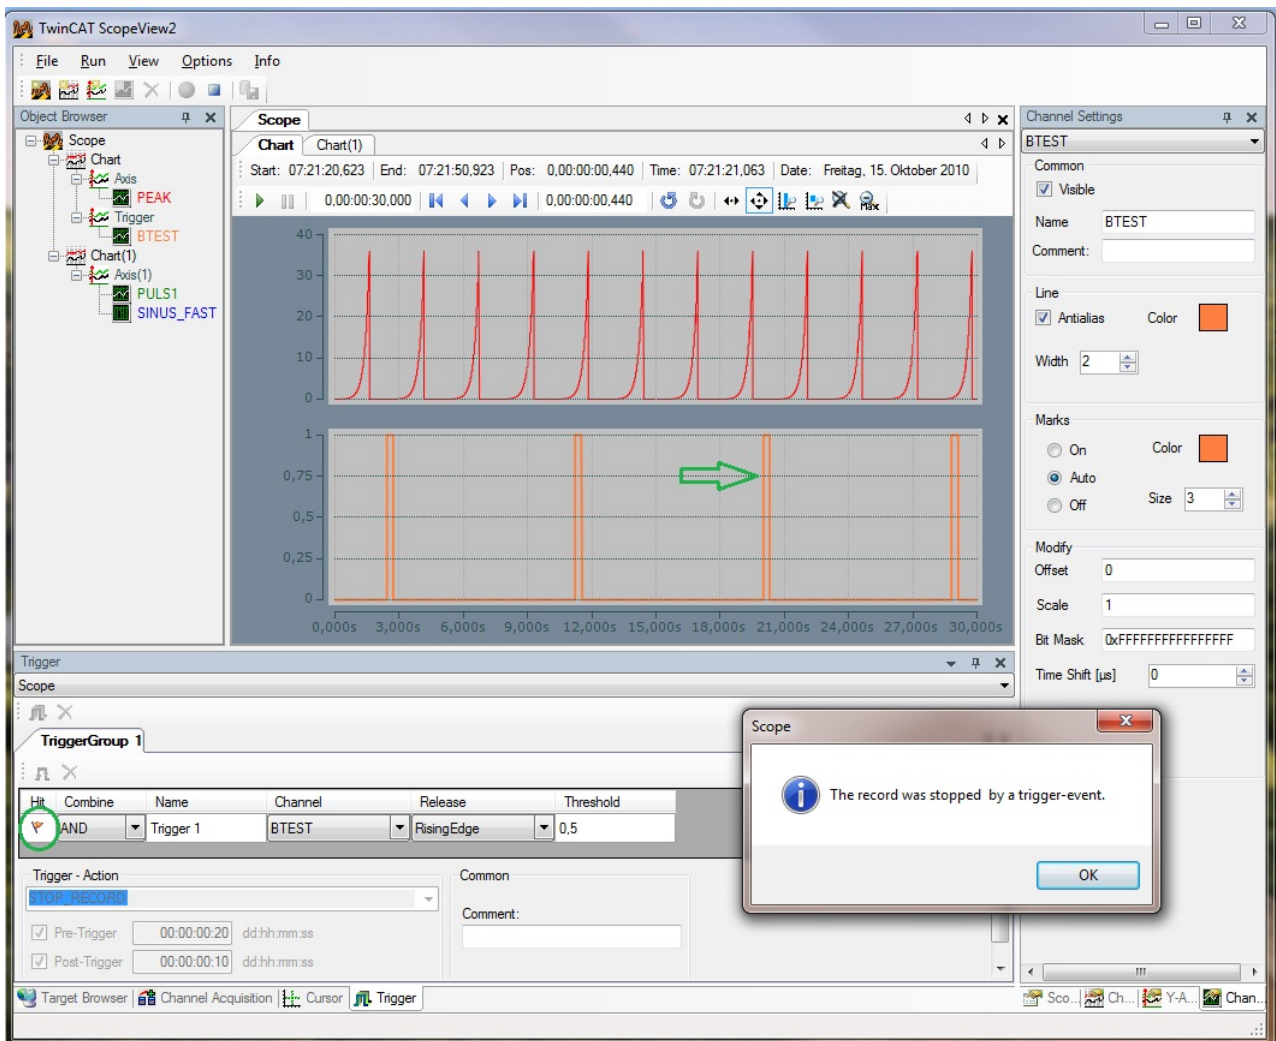 TwinCAT ScopeView2
File Run View Options Info
Object Browser
Scope
Chart
Axis
PEAK
Trigger
BTEST
Chart(1)
Axis(1)
PULS1
SINUS_FAST
Scope
Chart Chart(1)
Start: 07:21:20,623 End: 07:21:50,923 Pos: 0,00:00:00,440 Time: 07:21:21,063 Date: Freitag, 15. Oktober 2010
0,00:00:30,000 0,00:00:00,440 Max
40
30
20
10
0
1
0,75
0,5
0,25
0
0,000s 3,000s 6,000s 9,000s 12,000s 15,000s 18,000s 21,000s 24,000s 27,000s 30,000s
Channel Settings
BTEST
Common
Visible
Name BTEST
Comment:
Line
Antialias Color
Width 2
Marks
On Color
Auto
Off Size 3
Modify
Offset 0
Scale 1
Bit Mask 0xFFFFFFFFFFFFFFFF
Time Shift [µs] 0
Trigger
Scope
TriggerGroup 1
Hit Combine Name Channel Release Threshold
AND Trigger 1 BTEST RisingEdge 0,5
Trigger - Action
STOP_RECORD
Pre-Trigger 00:00:00:20 dd:hh:mm:ss
Post-Trigger 00:00:00:10 dd:hh:mm:ss
Common
Comment:
Scope
The record was stopped by a trigger-event.
OK
Target Browser Channel Acquisition Cursor Trigger
Sco... Ch... Y-A... Chan...